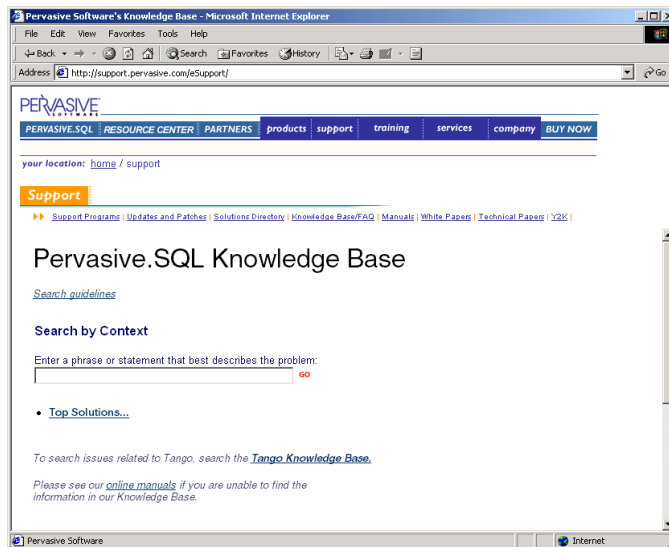 Pervasive Software's Knowledge Base - Microsoft Internet Explorer
File Edit View Favorites Tools Help
Back Search Favorites History
Address http://support.pervasive.com/eSupport/ Go
PERVASIVE
SOFTWARE
PERVASIVE.SQL RESOURCE CENTER PARTNERS products support training services company BUY NOW
your location: home / support
Support
Support Programs | Updates and Patches | Solutions Directory | Knowledge Base/FAQ | Manuals | White Papers | Technical Papers | Y2K |
Pervasive.SQL Knowledge Base
Search guidelines
Search by Context
Enter a phrase or statement that best describes the problem:
GO
• Top Solutions...
To search issues related to Tango, search the Tango Knowledge Base.
Please see our online manuals if you are unable to find the
information in our Knowledge Base.
Pervasive Software Internet